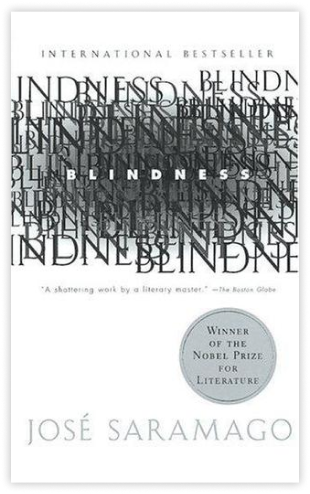 INTERNATIONAL BESTSELLER
BLINDNESS
"A shattering work by a literary master." —The Boston Globe
WINNER
OF THE
NOBEL PRIZE
FOR
LITERATURE
JOSÉ SARAMAGO